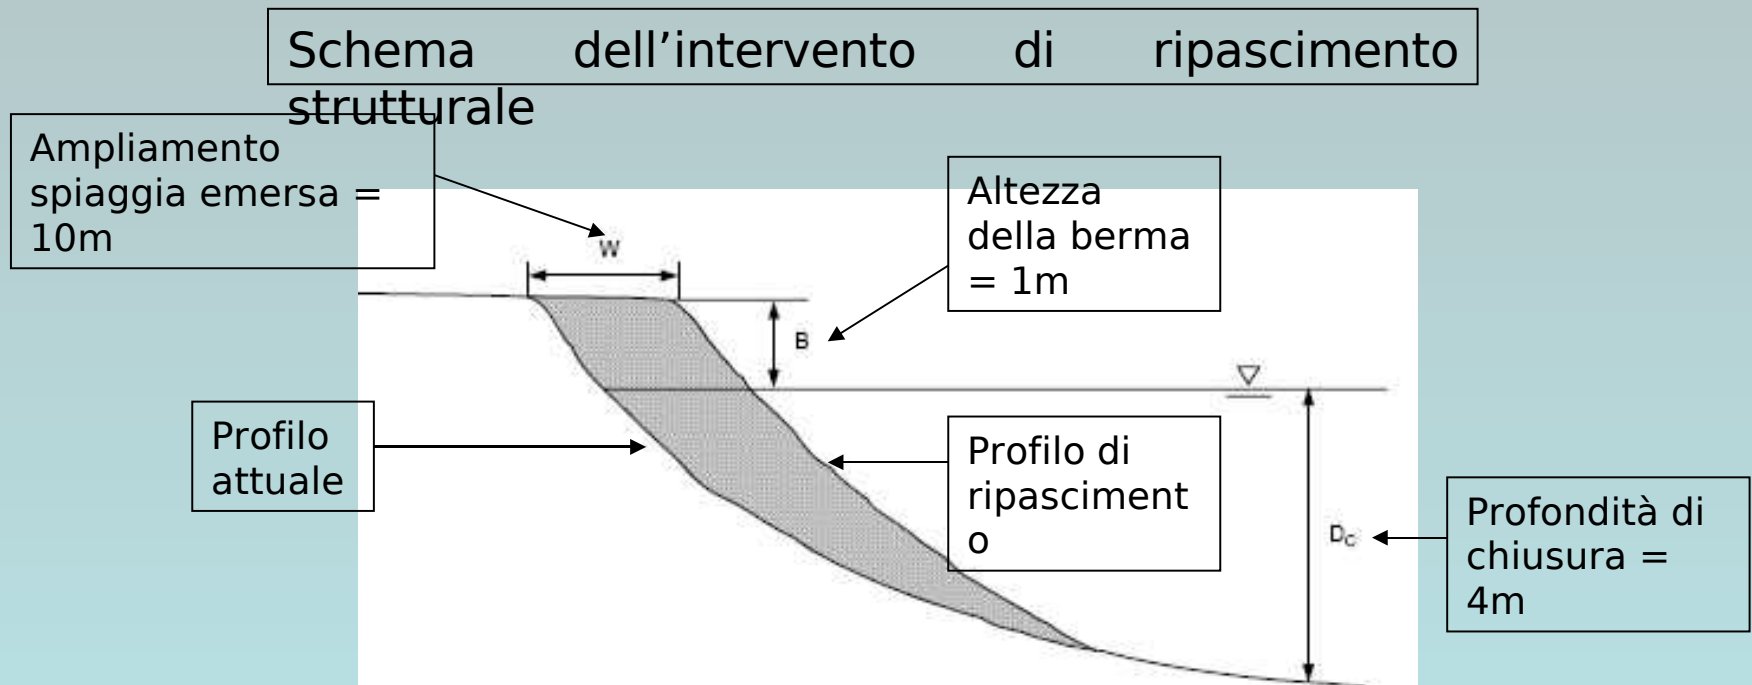 Schema dell’intervento di ripascimento
strutturale
Ampliamento
spiaggia emersa =
10m
W
Altezza
della berma
= 1m
B
Profilo
attuale
Profilo di
ripasciment
o
Dc
Profondità di
chiusura =
4m